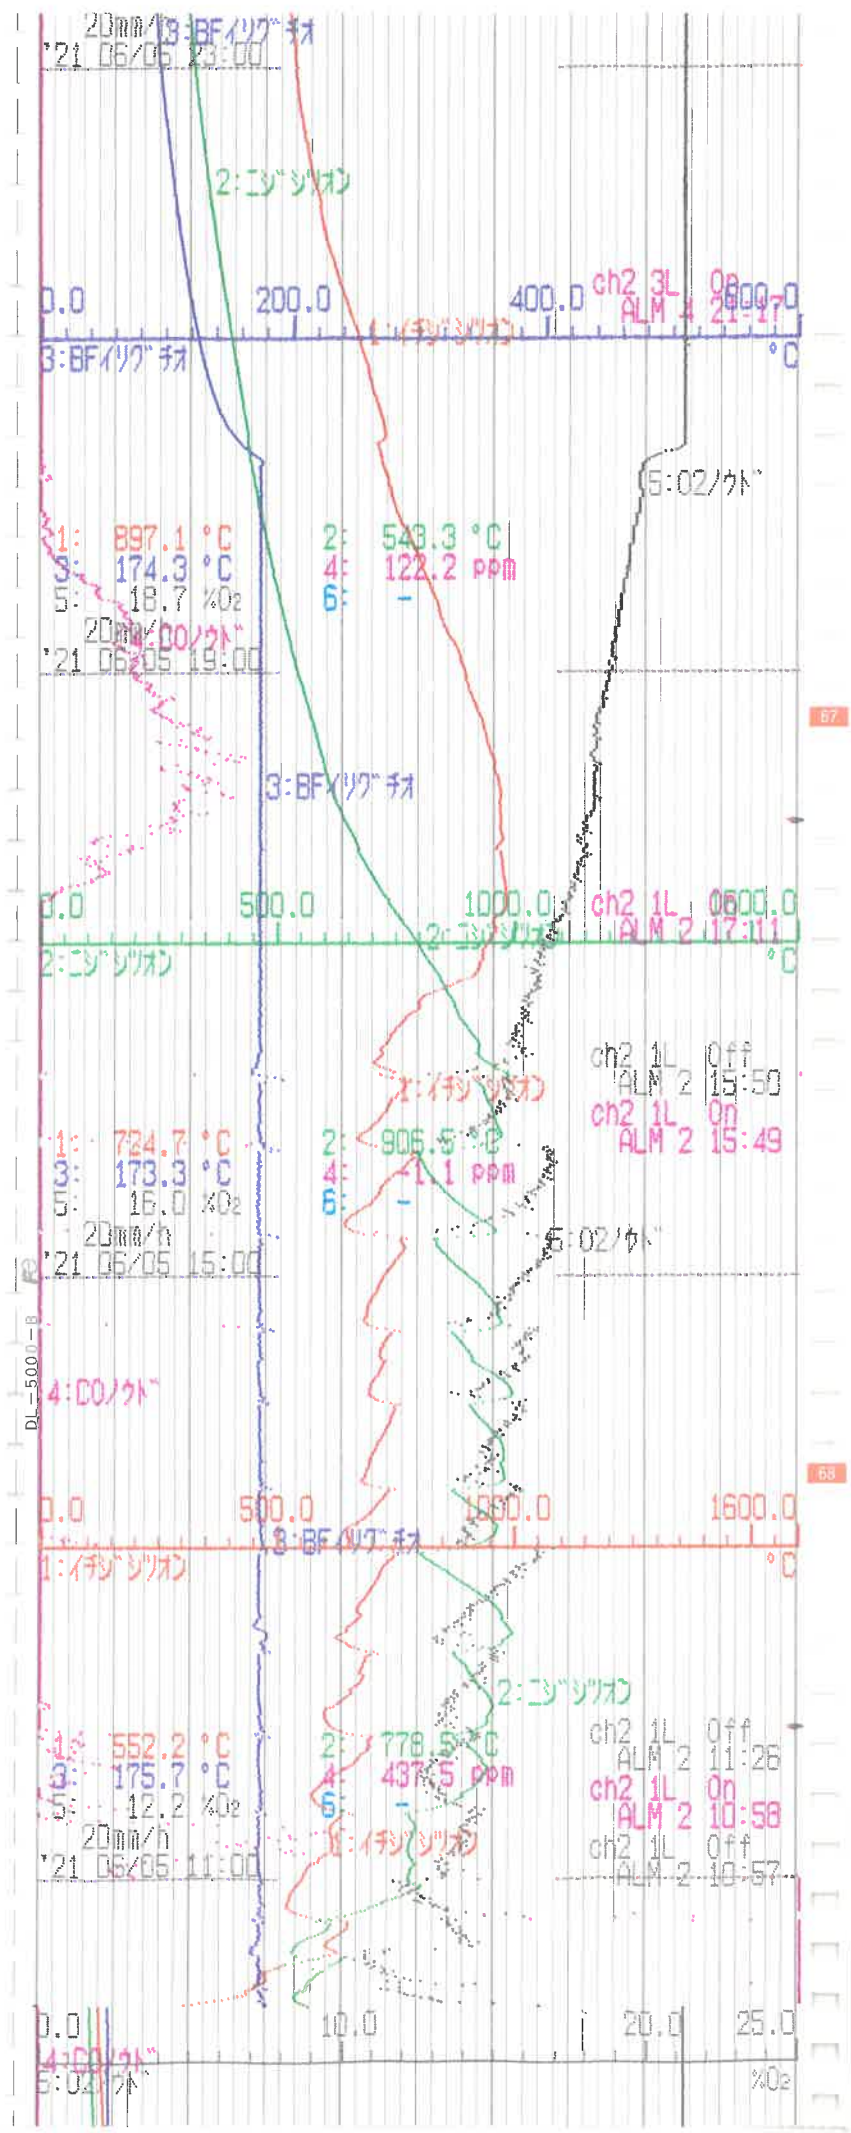 20mm/h 3:BFイリグチオ
'21 06/05 23:00
2:ニジシツオン
ch2 3L On
0.0 200.0 400.0 600.0
ALM 4 21:17
1:イチジシツオン
3:BFイリグチオ °C
5:O2ノウド
1: 897.1 °C 2: 543.3 °C
3: 174.3 °C 4: 122.2 ppm
5: 18.7 %O2 6: -
20mm/h 4:COノウド
'21 06/05 19:00
67
3:BFイリグチオ
0.0 500.0 1000.0 1600.0
ch2 1L On
ALM 2 17:11
2:ニジシツオン
2:ニジシツオン °C
ch2 1L Off
ALM 2 15:50
1:イチジシツオン
ch2 1L On
ALM 2 15:49
1: 724.7 °C 2: 906.5 °C
3: 173.3 °C 4: -1.1 ppm
5: 16.0 %O2 6: -
20mm/h
5:O2ノウド
'21 06/05 15:00
DL-5000-B
4:COノウド
68
0.0 500.0 1000.0 1600.0
3:BFイリグチオ
1:イチジシツオン °C
2:ニジシツオン
ch2 1L Off
ALM 2 11:26
1: 552.2 °C 2: 778.5 °C
3: 175.7 °C 4: 437.5 ppm
5: 12.2 %O2 6: -
ch2 1L On
ALM 2 10:58
20mm/h
1:イチジシツオン
ch2 1L Off
ALM 2 10:57
'21 06/05 11:00
0.0 10.0 20.0 25.0
4:COノウド
5:O2ノウド %O2